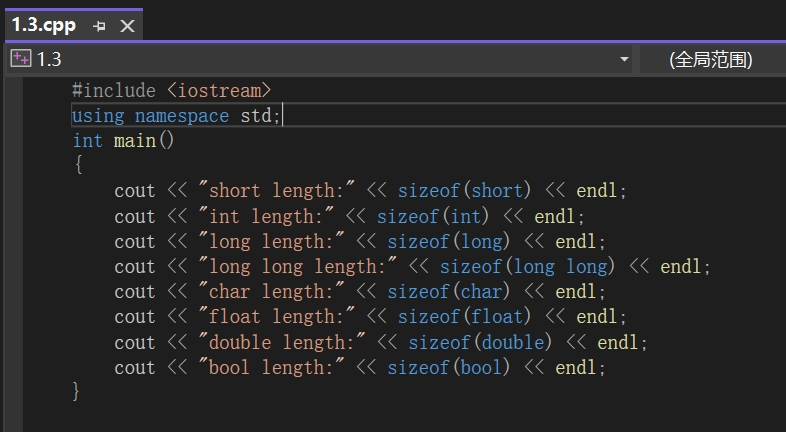 1.3.cpp
1.3 (全局范围)
#include <iostream>
using namespace std;
int main()
{
    cout << "short length:" << sizeof(short) << endl;
    cout << "int length:" << sizeof(int) << endl;
    cout << "long length:" << sizeof(long) << endl;
    cout << "long long length:" << sizeof(long long) << endl;
    cout << "char length:" << sizeof(char) << endl;
    cout << "float length:" << sizeof(float) << endl;
    cout << "double length:" << sizeof(double) << endl;
    cout << "bool length:" << sizeof(bool) << endl;
}